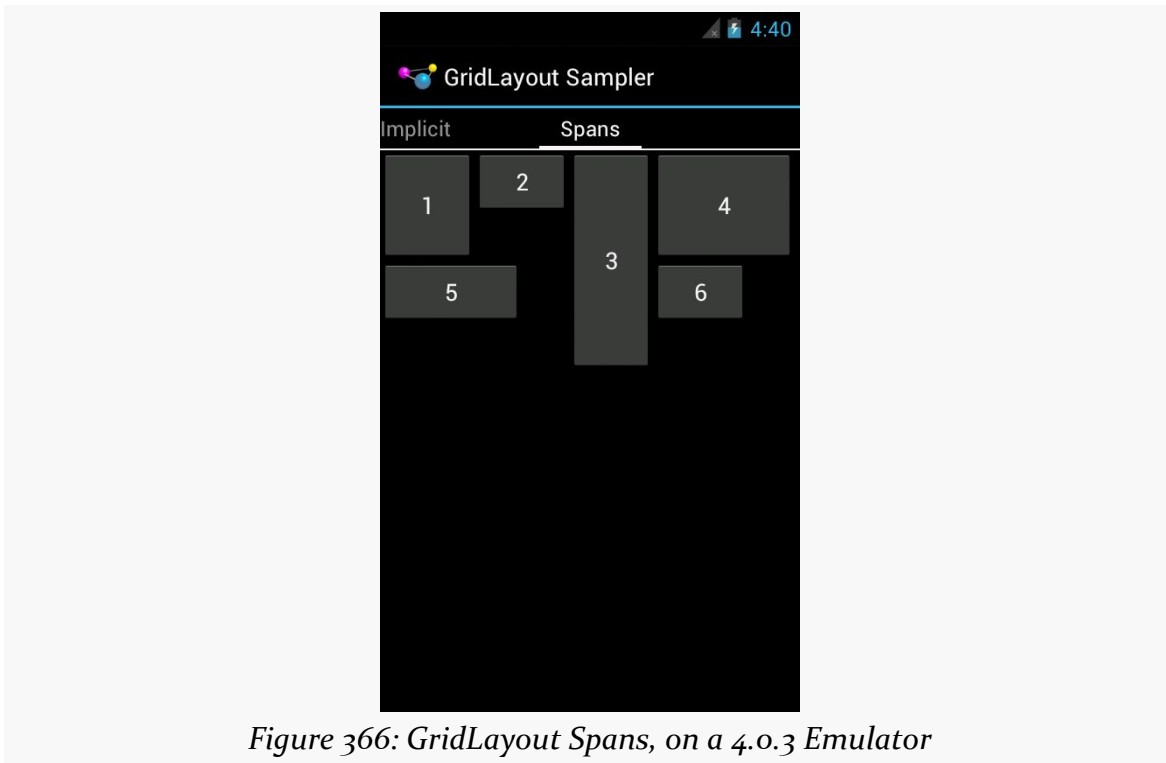 4:40
GridLayout Sampler
Implicit Spans
1 2 3 4
5 6
Figure 366: GridLayout Spans, on a 4.0.3 Emulator